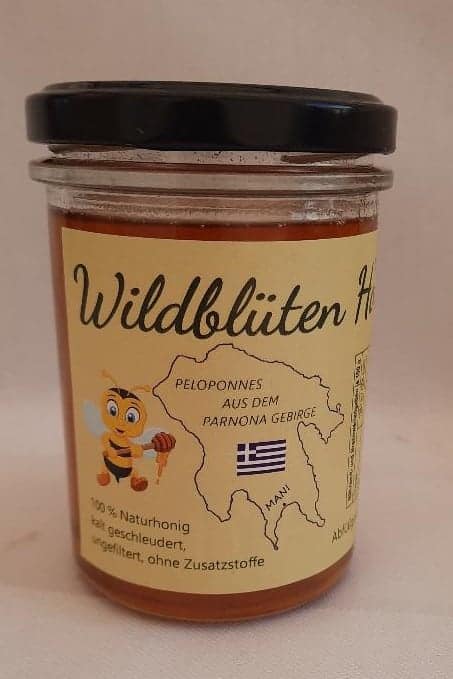 Wildblüten
PELOPONNES
AUS DEM
PARNONA GEBIRGE
MANI
100 % Naturhonig
kalt geschleudert,
ungefiltert, ohne Zusatzstoffe